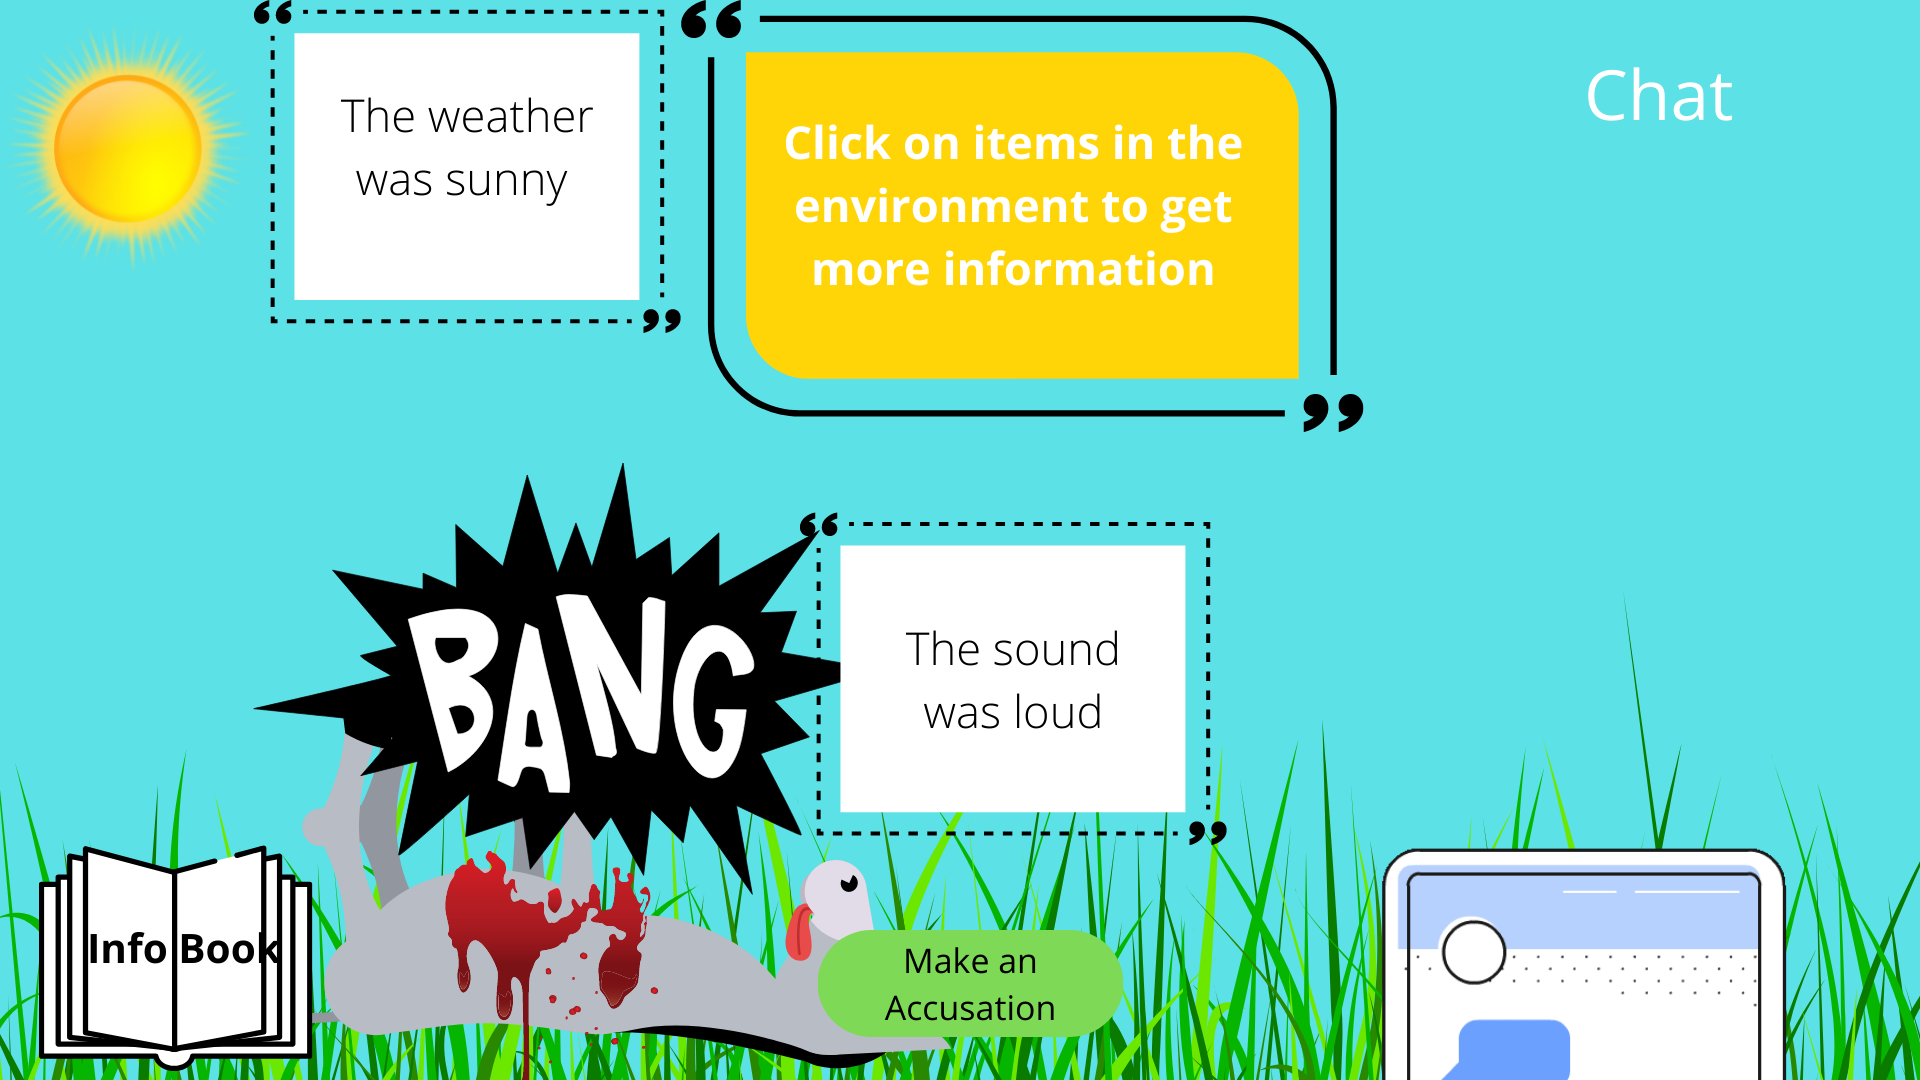 The weather
was sunny
Click on items in the
environment to get
more information
Chat
BANG
The sound
was loud
Info Book
Make an
Accusation